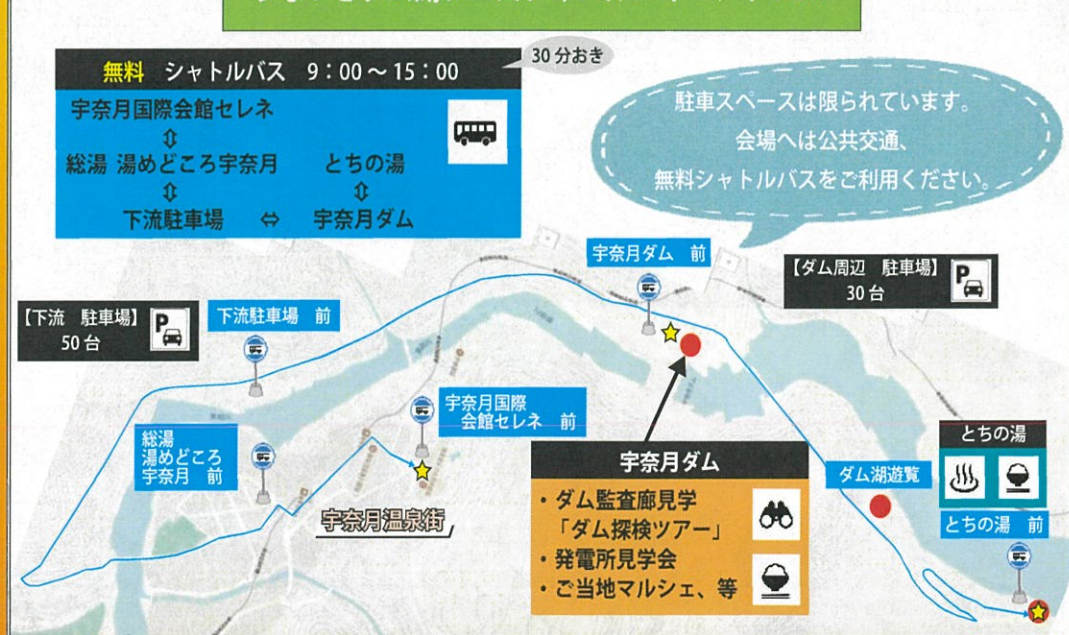 30分おき
無料 シャトルバス 9:00～15:00
宇奈月国際会館セレネ
⇕
総湯 湯めどころ宇奈月 とちの湯
⇕ ⇕
下流駐車場 ⇔ 宇奈月ダム
駐車スペースは限られています。
会場へは公共交通、
無料シャトルバスをご利用ください。
宇奈月ダム 前
【ダム周辺 駐車場】
30台
P
【下流 駐車場】
50台
P
下流駐車場 前
宇奈月国際
会館セレネ 前
総湯
湯めどころ
宇奈月 前
宇奈月温泉街
宇奈月ダム
・ダム監査廊見学
「ダム探検ツアー」
・発電所見学会
・ご当地マルシェ、等
ダム湖遊覧
とちの湯
とちの湯 前